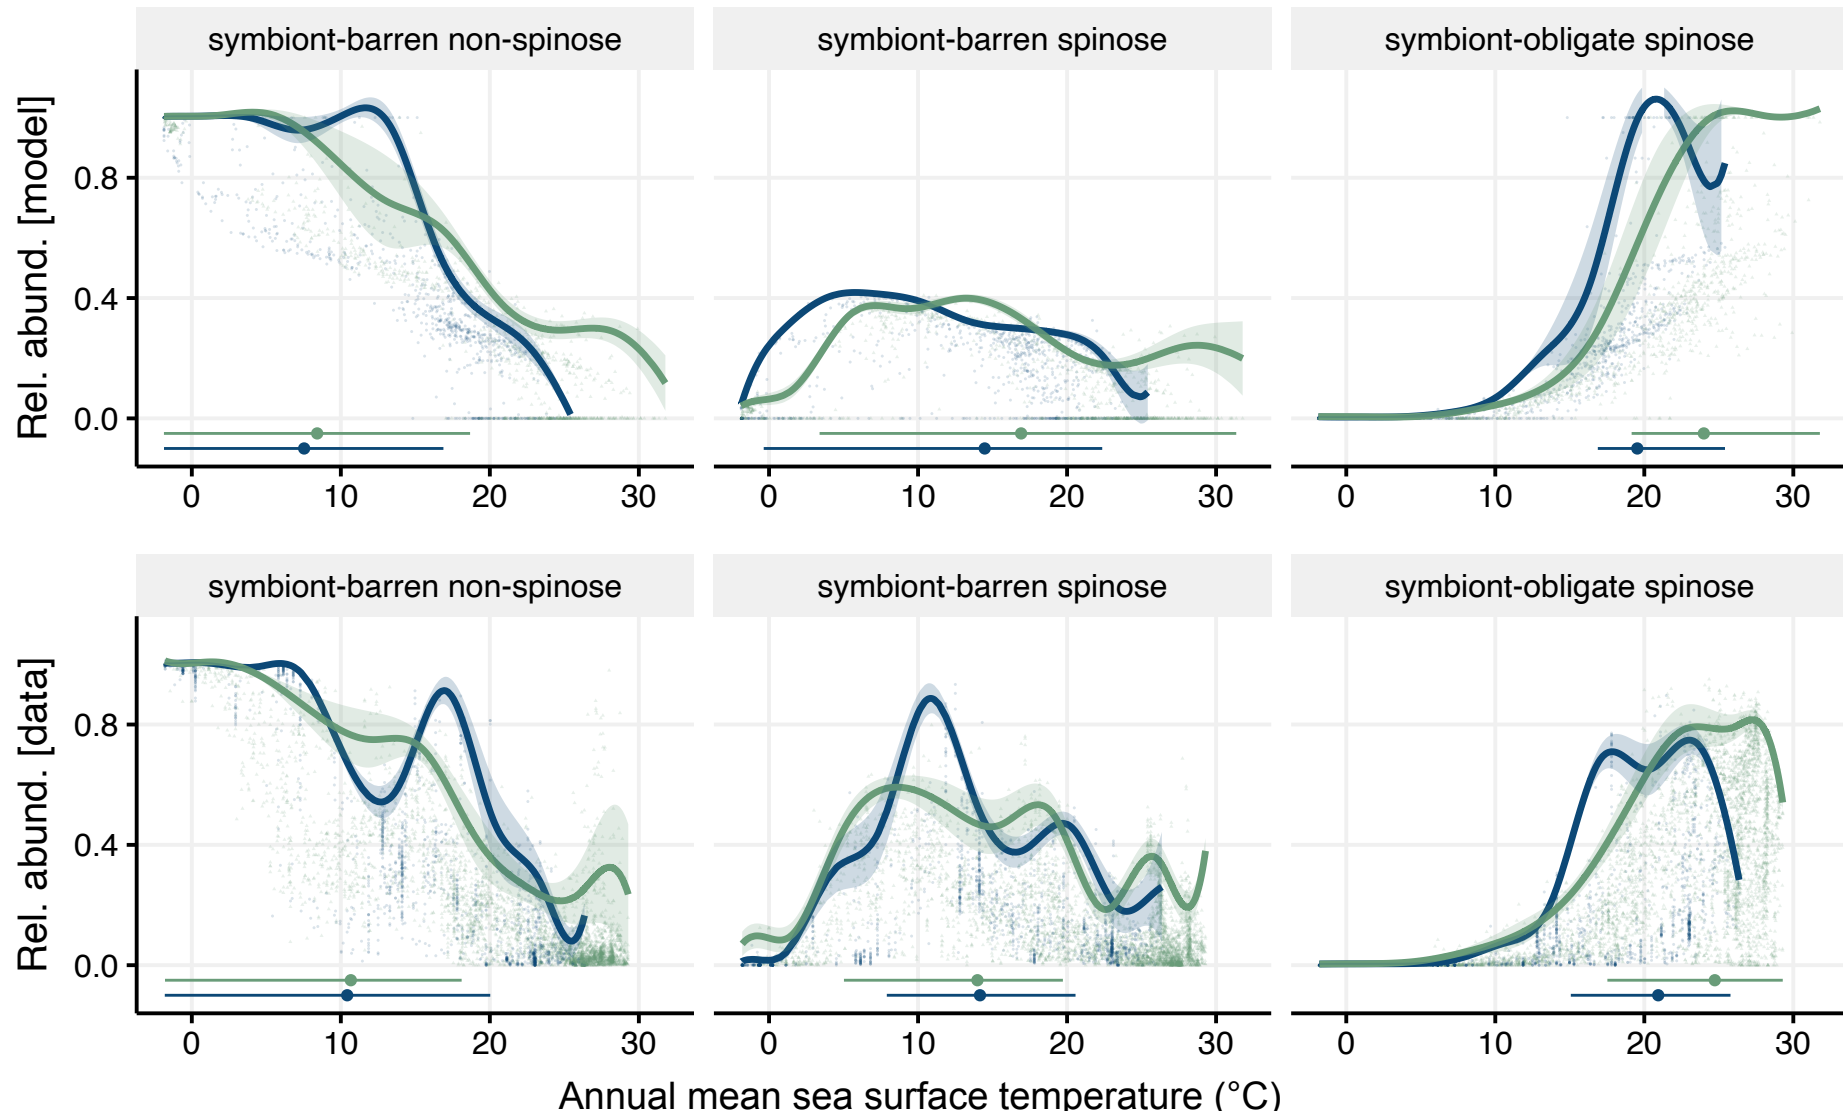 symbiont-barren non-spinose symbiont-barren spinose symbiont-obligate spinose
Rel. abund. [model]
0.8
0.4
0.0
0 10 20 30 0 10 20 30 0 10 20 30
symbiont-barren non-spinose symbiont-barren spinose symbiont-obligate spinose
Rel. abund. [data]
0.8
0.4
0.0
0 10 20 30 0 10 20 30 0 10 20 30
Annual mean sea surface temperature (°C)